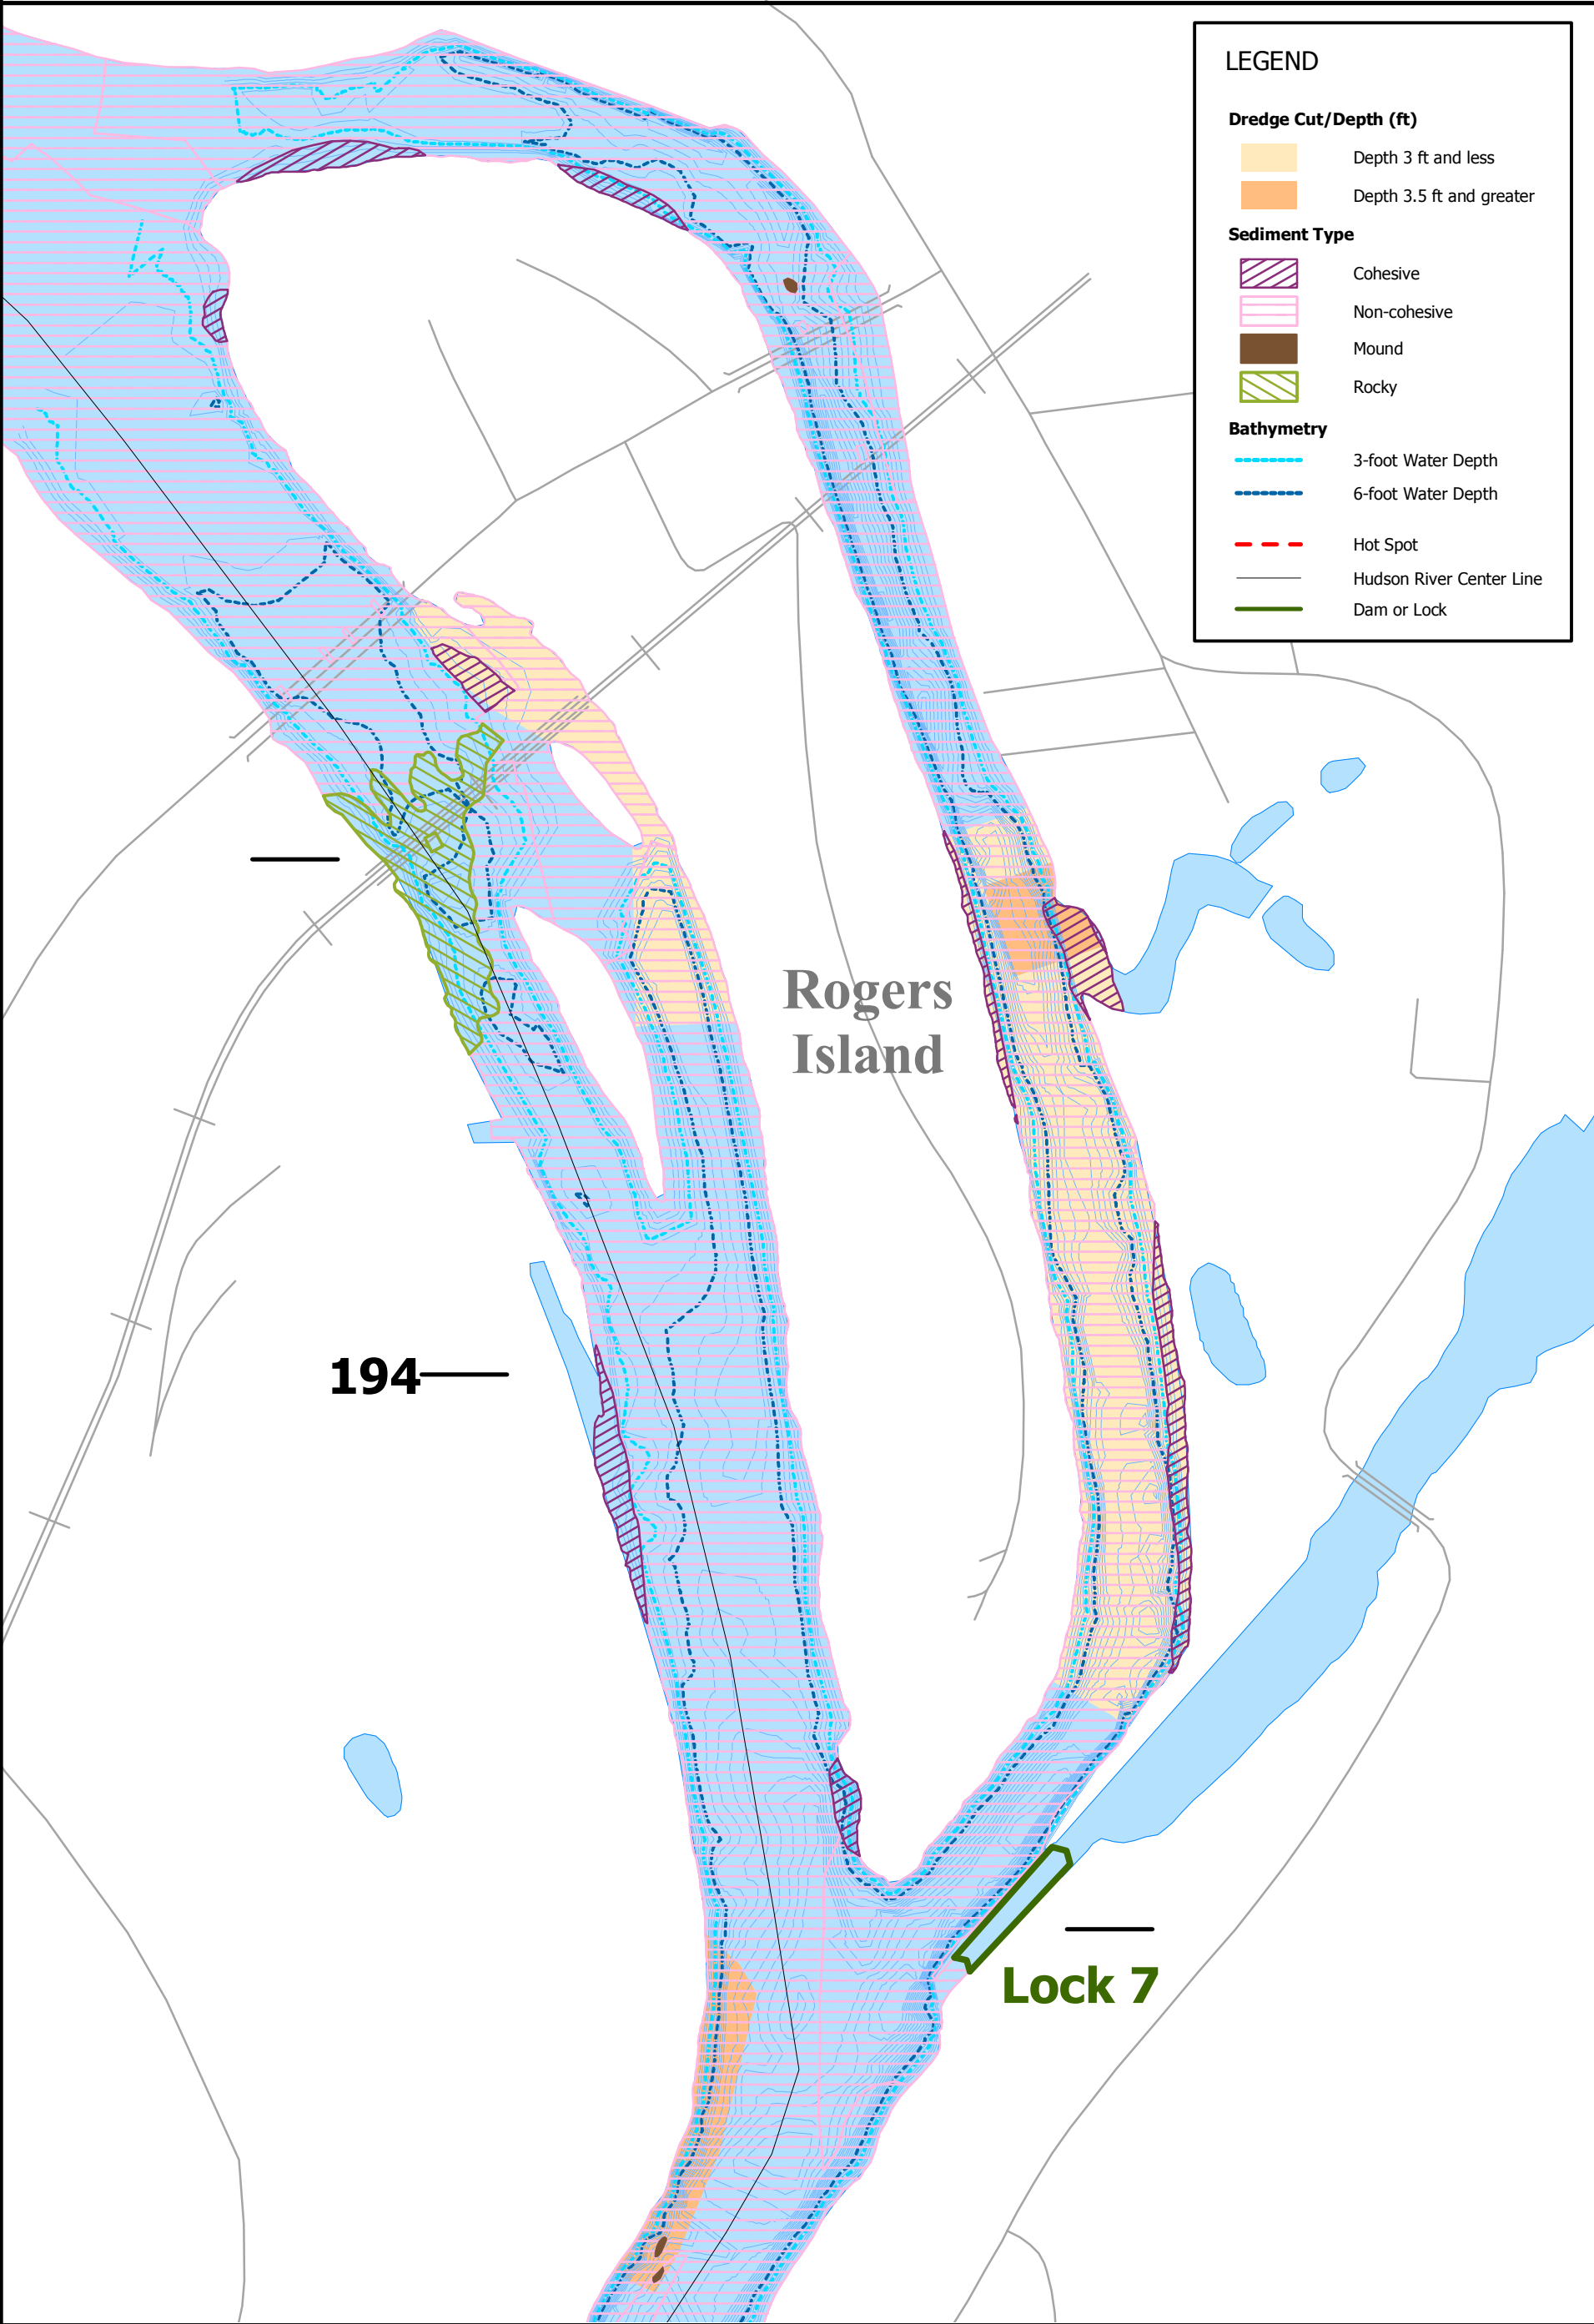 LEGEND
Dredge Cut/Depth (ft)
Depth 3 ft and less
Depth 3.5 ft and greater
Sediment Type
Cohesive
Non-cohesive
Mound
Rocky
Bathymetry
3-foot Water Depth
6-foot Water Depth
Hot Spot
Hudson River Center Line
Dam or Lock
Rogers
Island
194
Lock 7